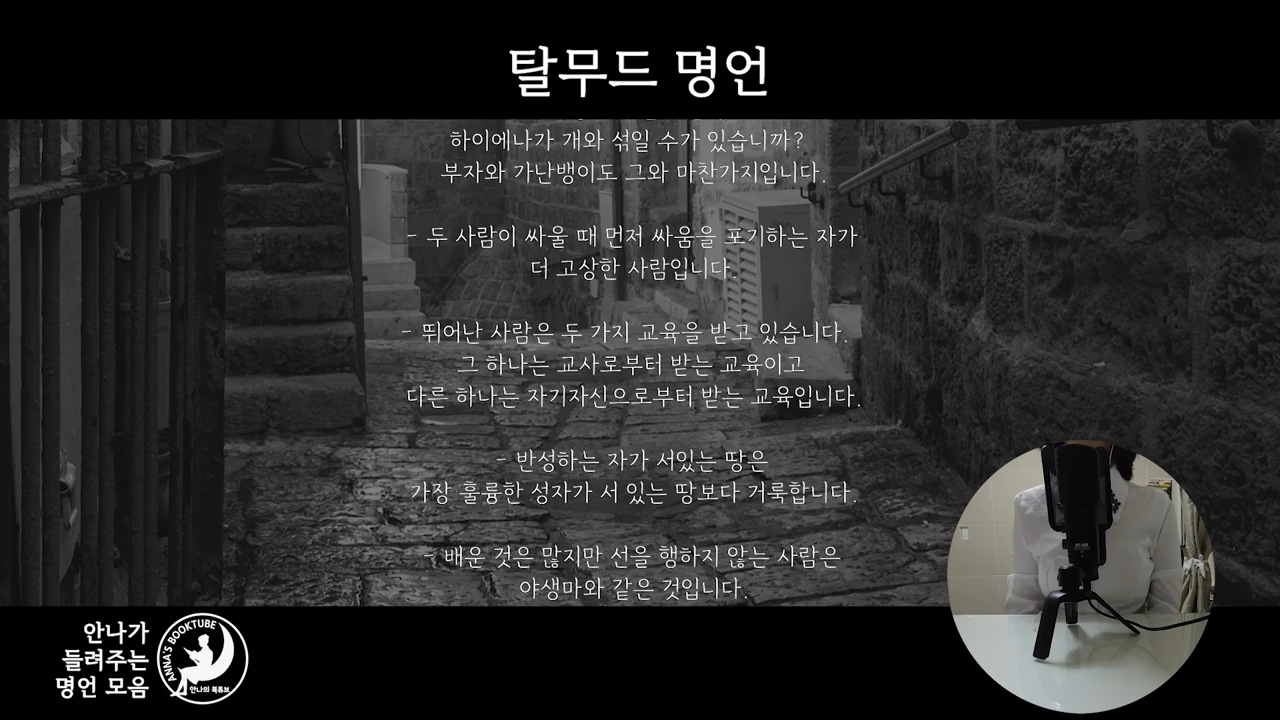 탈무드 명언
하이에나가 개와 섞일 수가 있습니까?
부자와 가난뱅이도 그와 마찬가지입니다.
- 두 사람이 싸울 때 먼저 싸움을 포기하는 자가
더 고상한 사람입니다.
- 뛰어난 사람은 두 가지 교육을 받고 있습니다.
그 하나는 교사로부터 받는 교육이고
다른 하나는 자기자신으로부터 받는 교육입니다.
- 반성하는 자가 서있는 땅은
가장 훌륭한 성자가 서 있는 땅보다 거룩합니다.
- 배운 것은 많지만 선을 행하지 않는 사람은
야생마와 같은 것입니다.
안나가
들려주는
명언 모음
ANNA'S BOOKTUBE
안나의 북튜브